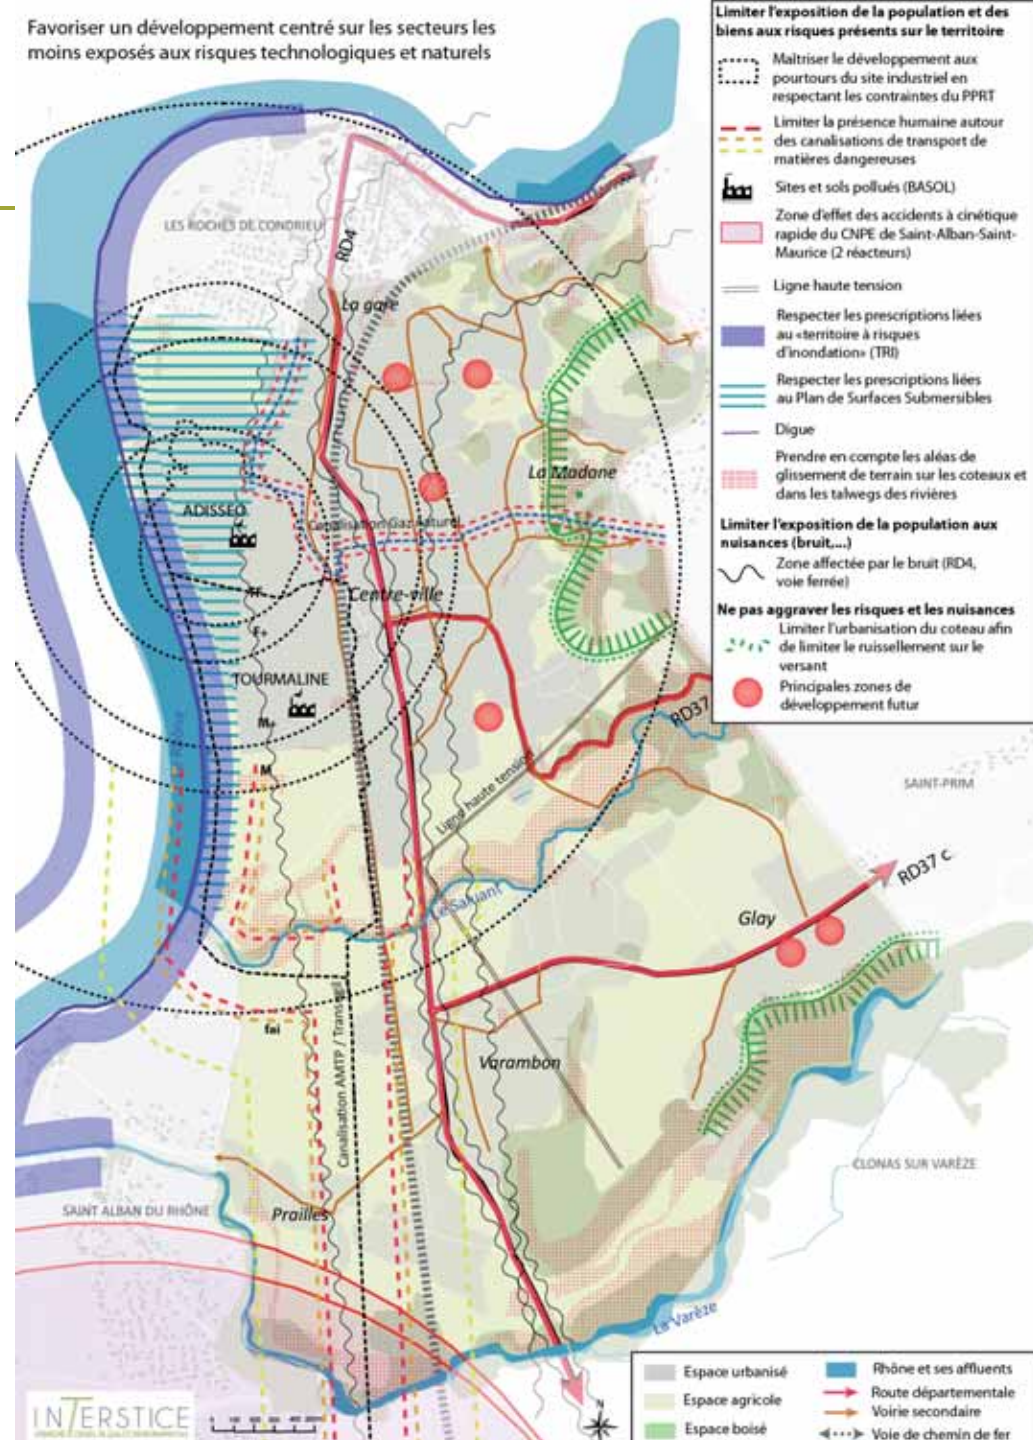 Favoriser un développement centré sur les secteurs les
moins exposés aux risques technologiques et naturels
Limiter l'exposition de la population et des
biens aux risques présents sur le territoire
Maîtriser le développement aux
pourtours du site industriel en
respectant les contraintes du PPRT
Limiter la présence humaine autour
des canalisations de transport de
matières dangereuses
Sites et sols pollués (BASOL)
Zone d'effet des accidents à cinétique
rapide du CNPE de Saint-Alban-Saint-
Maurice (2 réacteurs)
Ligne haute tension
Respecter les prescriptions liées
au «territoire à risques
d'inondation» (TRI)
Respecter les prescriptions liées
au Plan de Surfaces Submersibles
Digue
Prendre en compte les aléas de
glissement de terrain sur les coteaux et
dans les talwegs des rivières
Limiter l'exposition de la population aux
nuisances (bruit,...)
Zone affectée par le bruit (RD4,
voie ferrée)
Ne pas aggraver les risques et les nuisances
Limiter l'urbanisation du coteau afin
de limiter le ruissellement sur le
versant
Principales zones de
développement futur
LES ROCHES DE CONDRIEU
RD4
La gare
La Madone
ADISSEO
Canalisation Gaz naturel
Centre-ville
F+
TOURMALINE
M+
M
RD37
Ligne haute tension
SAINT-PRIM
RD37 c
Le Saluant
Glay
fai
Canalisation AMTP / Transugil
Varambon
CLONAS SUR VARÈZE
SAINT ALBAN DU RHÔNE
Prailles
La Varèze
INTERSTICE
N
Espace urbanisé
Espace agricole
Espace boisé
Rhône et ses affluents
Route départementale
Voirie secondaire
Voie de chemin de fer